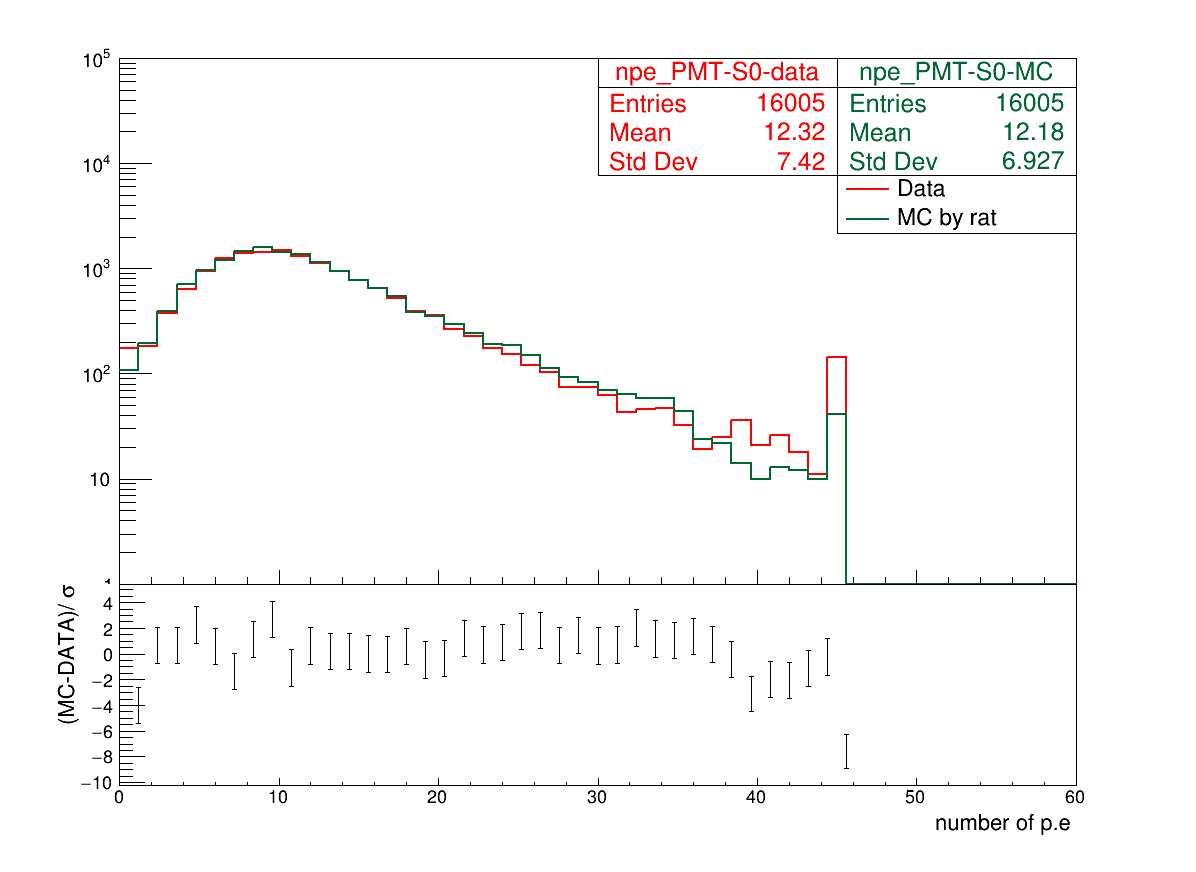 10^5
npe_PMT-S0-data
Entries 16005
Mean 12.32
Std Dev 7.42
npe_PMT-S0-MC
Entries 16005
Mean 12.18
Std Dev 6.927
Data
MC by rat
10^4
10^3
10^2
10
(MC-DATA)/ σ
4
2
0
−2
−4
−6
−8
−10
0 10 20 30 40 50 60
number of p.e